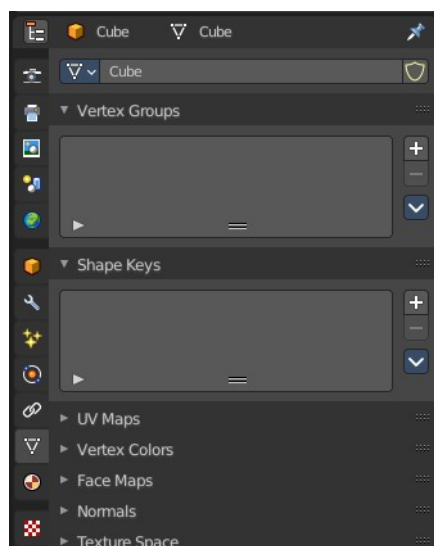 Cube Cube
Cube
Vertex Groups
Shape Keys
UV Maps
Vertex Colors
Face Maps
Normals
Texture Space